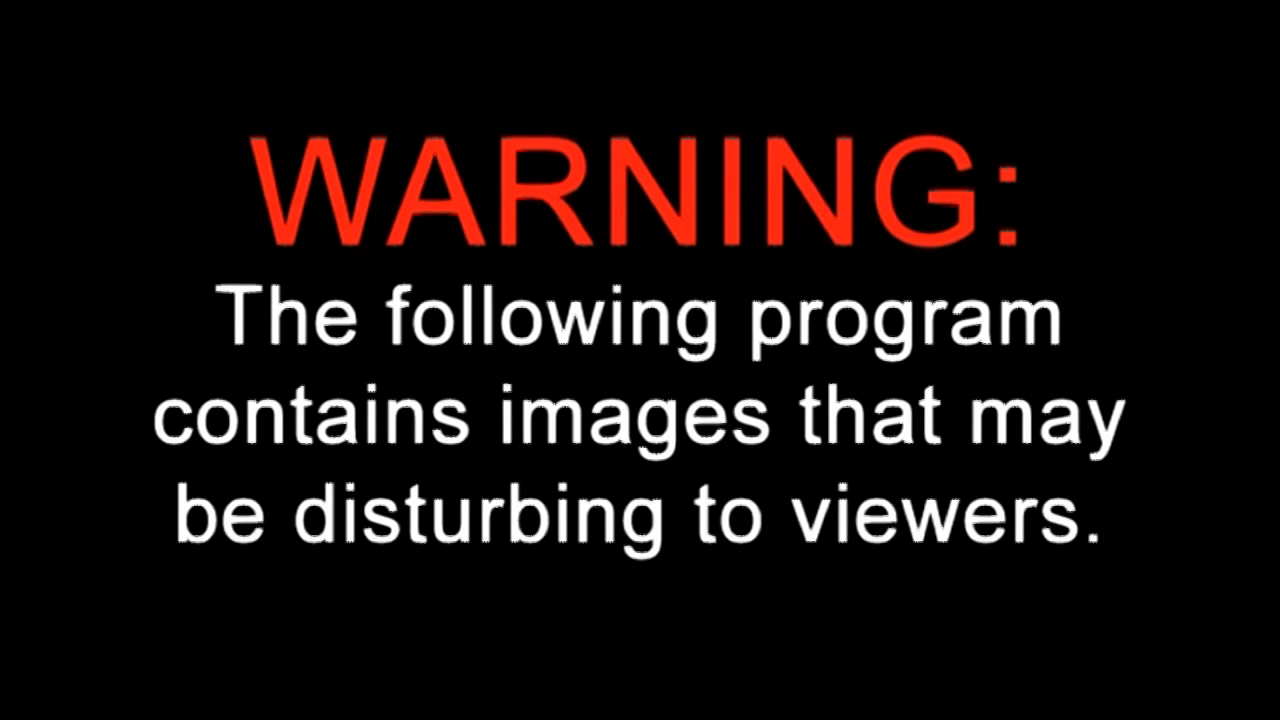 WARNING:
The following program
contains images that may
be disturbing to viewers.